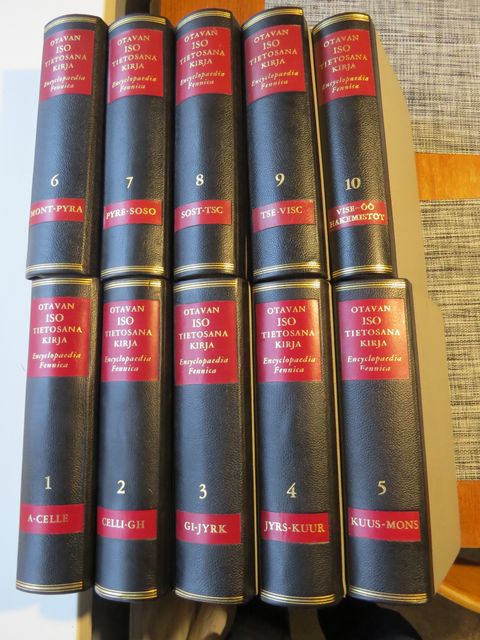 OTAVAN
ISO
TIETOSANA
KIRJA
Encyclopaedia
Fennica
6
MONT-PYRA
OTAVAN
ISO
TIETOSANA
KIRJA
Encyclopaedia
Fennica
7
PYRE-SOSO
OTAVAN
ISO
TIETOSANA
KIRJA
Encyclopaedia
Fennica
8
SOST-TSC
OTAVAN
ISO
TIETOSANA
KIRJA
Encyclopaedia
Fennica
9
TSE-VISC
OTAVAN
ISO
TIETOSANA
KIRJA
Encyclopaedia
Fennica
10
VISE-ÖÖ
HAKEMISTOT
OTAVAN
ISO
TIETOSANA
KIRJA
Encyclopaedia
Fennica
1
A-CELLE
OTAVAN
ISO
TIETOSANA
KIRJA
Encyclopaedia
Fennica
2
CELLI-GH
OTAVAN
ISO
TIETOSANA
KIRJA
Encyclopaedia
Fennica
3
GI-JYRK
OTAVAN
ISO
TIETOSANA
KIRJA
Encyclopaedia
Fennica
4
JYRS-KUUR
OTAVAN
ISO
TIETOSANA
KIRJA
Encyclopaedia
Fennica
5
KUUS-MONS